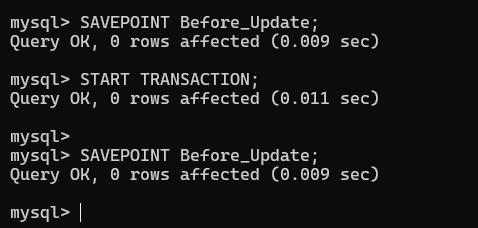 mysql> SAVEPOINT Before_Update;
Query OK, 0 rows affected (0.009 sec)
mysql> START TRANSACTION;
Query OK, 0 rows affected (0.011 sec)
mysql>
mysql> SAVEPOINT Before_Update;
Query OK, 0 rows affected (0.009 sec)
mysql>